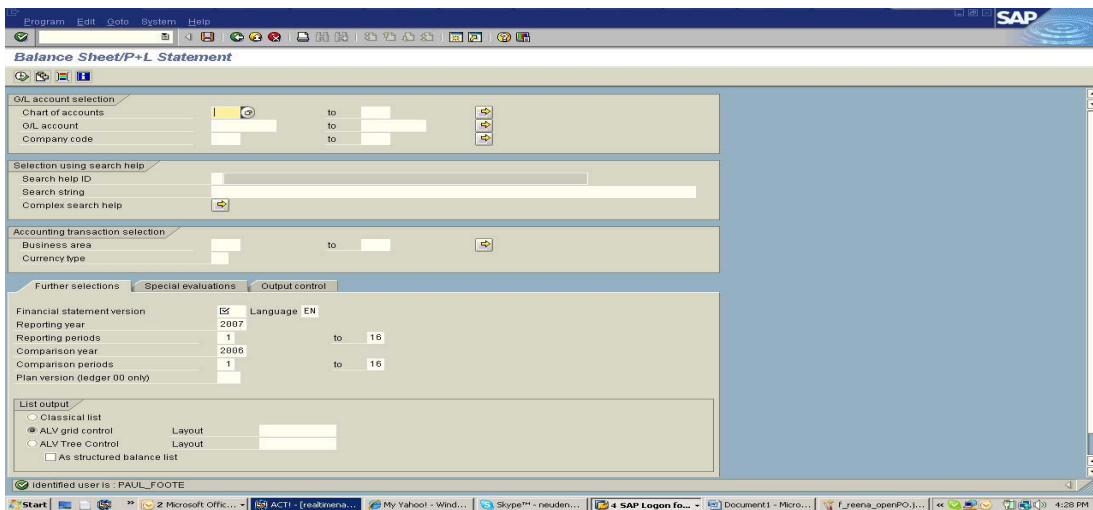 Program Edit Goto System Help
SAP
Balance Sheet/P+L Statement
G/L account selection
Chart of accounts to
G/L account to
Company code to
Selection using search help
Search help ID
Search string
Complex search help
Accounting transaction selection
Business area to
Currency type
Further selections Special evaluations Output control
Financial statement version Language EN
Reporting year 2007
Reporting periods 1 to 16
Comparison year 2006
Comparison periods 1 to 16
Plan version (ledger 00 only)
List output
Classical list
ALV grid control Layout
ALV Tree Control Layout
As structured balance list
identified user is : PAUL_FOOTE
Start » 2 Microsoft Offic... ACT! - [realtimena... My Yahoo! - Wind... Skype™ - neuden... 4 SAP Logon fo... Document1 - Micro... f_reena_openPO.j... « 4:28 PM